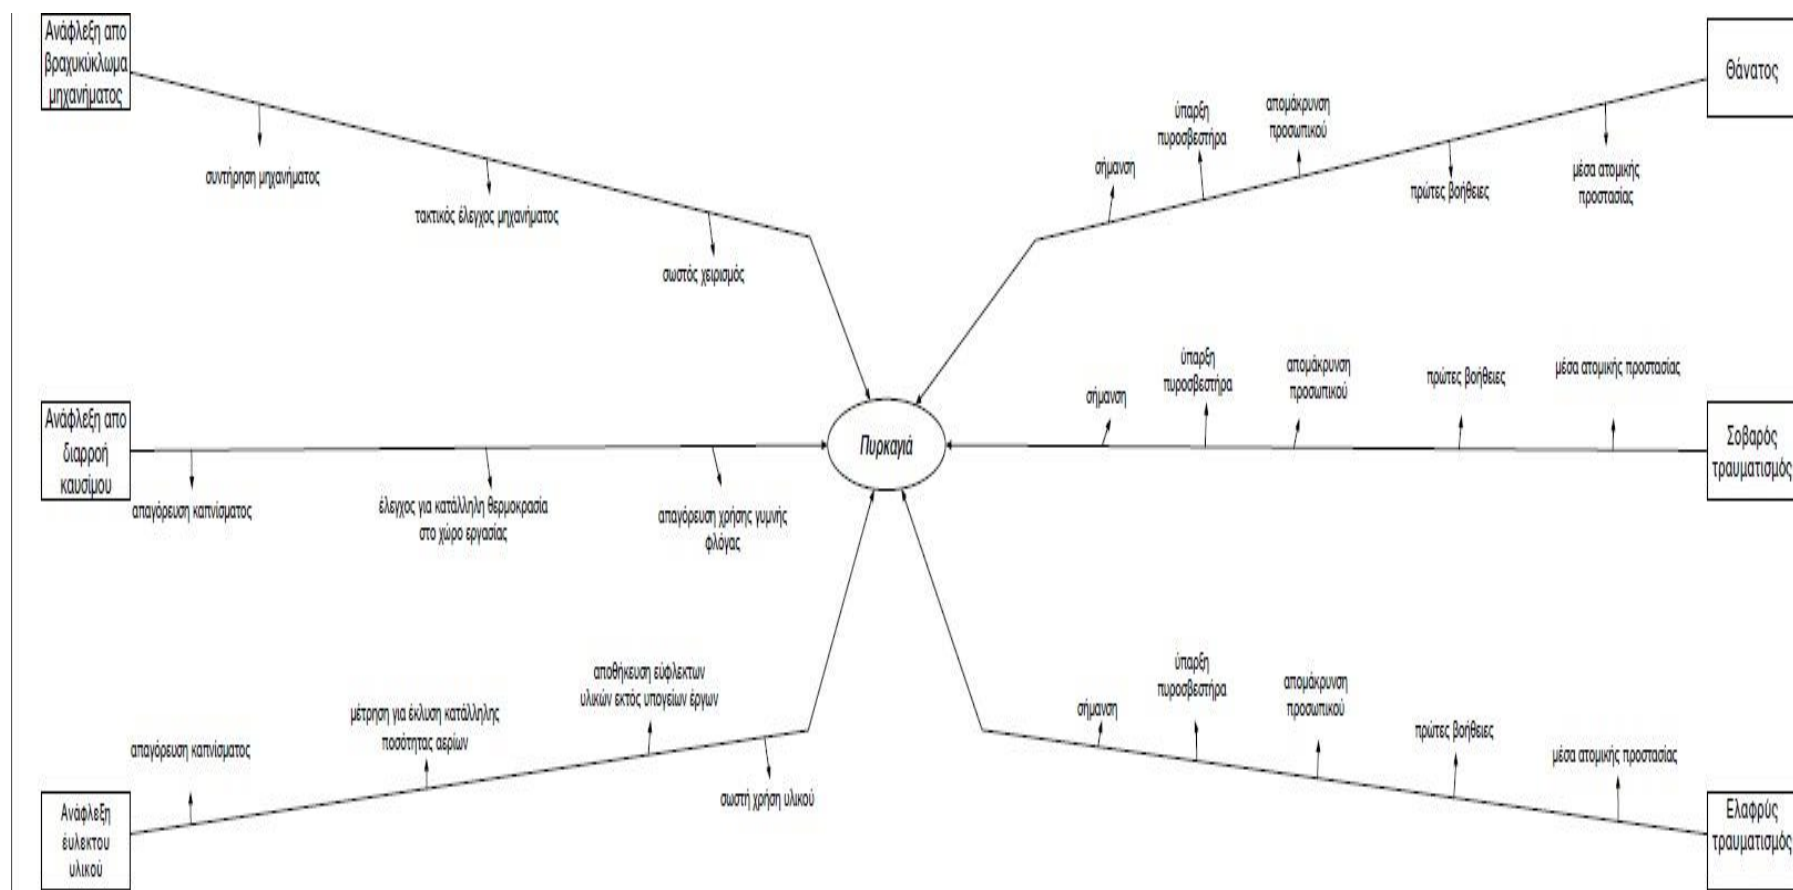 Ανάφλεξη απο
βραχυκύκλωμα
μηχανήματος
συντήρηση μηχανήματος
τακτικός έλεγχος μηχανήματος
σωστός χειρισμός
Θάνατος
σήμανση
ύπαρξη
πυροσβεστήρα
απομάκρυνση
προσωπικού
πρώτες βοήθειες
μέσα ατομικής
προστασίας
Ανάφλεξη απο
διαρροή
καυσίμου
απαγόρευση καπνίσματος
έλεγχος για κατάλληλη θερμοκρασία
στο χώρο εργασίας
απαγόρευση χρήσης γυμνής
φλόγας
Πυρκαγιά
σήμανση
ύπαρξη
πυροσβεστήρα
απομάκρυνση
προσωπικού
πρώτες βοήθειες
μέσα ατομικής προστασίας
Σοβαρός
τραυματισμός
Ανάφλεξη
έυλεκτου
υλικού
απαγόρευση καπνίσματος
μέτρηση για έκλυση κατάλληλης
ποσότητας αερίων
αποθήκευση εύφλεκτων
υλικών εκτός υπογείων έργων
σωστή χρήση υλικού
σήμανση
ύπαρξη
πυροσβεστήρα
απομάκρυνση
προσωπικού
πρώτες βοήθειες
μέσα ατομικής προστασίας
Ελαφρύς
τραυματισμός